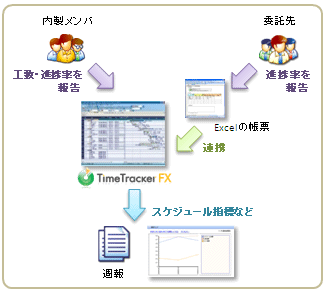 内製メンバ
委託先
工数・進捗率を
報告
進捗率を
報告
Excelの帳票
連携
TimeTracker FX
スケジュール指標など
週報